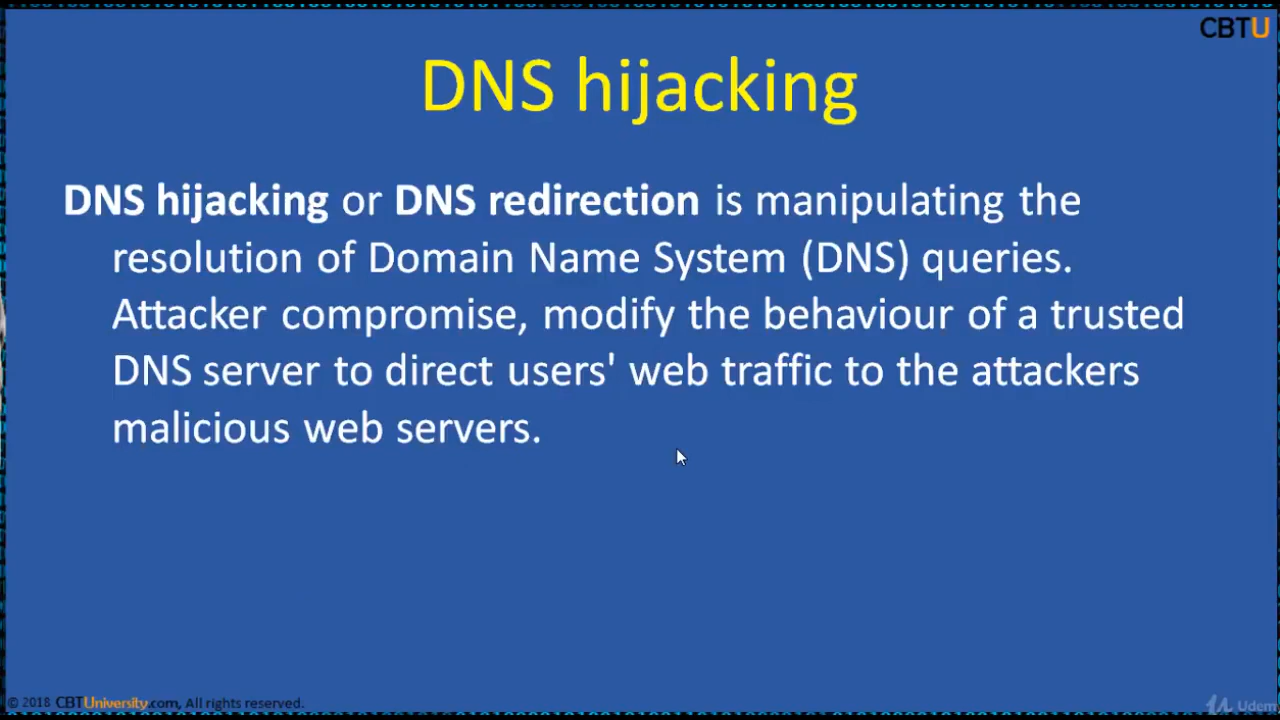 CBTU
DNS hijacking
DNS hijacking or DNS redirection is manipulating the
resolution of Domain Name System (DNS) queries.
Attacker compromise, modify the behaviour of a trusted
DNS server to direct users' web traffic to the attackers
malicious web servers.
© 2018 CBTUniversity.com, All rights reserved.